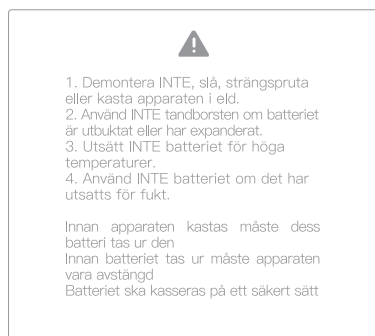 1. Demontera INTE, slå, strängspruta
eller kasta apparaten i eld.
2. Använd INTE tandborsten om batteriet
är utbuktat eller har expanderat.
3. Utsätt INTE batteriet för höga
temperaturer.
4. Använd INTE batteriet om det har
utsatts för fukt.
Innan apparaten kastas måste dess
batteri tas ur den
Innan batteriet tas ur måste apparaten
vara avstängd
Batteriet ska kasseras på ett säkert sätt